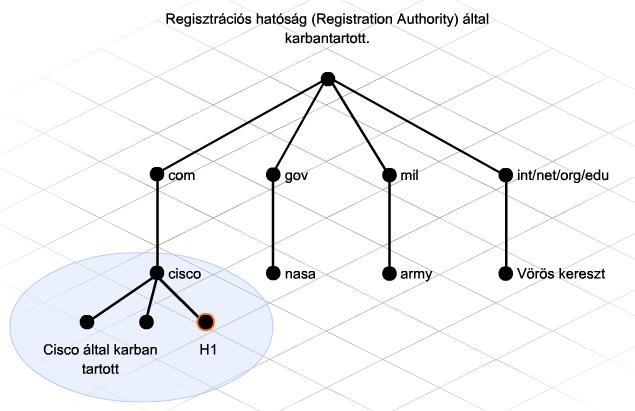 Regisztrációs hatóság (Registration Authority) által
karbantartott.
com
gov
mil
int/net/org/edu
cisco
nasa
army
Vörös kereszt
Cisco által karban
tartott
H1